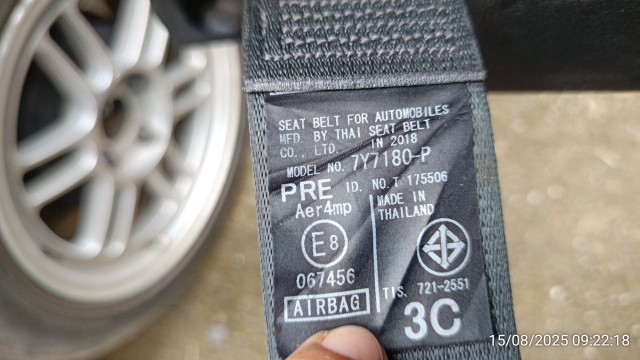 SEAT BELT FOR AUTOMOBILES
MFD. BY THAI SEAT BELT
CO., LTD. IN 2018
MODEL NO. 7Y7180-P
PRE ID. NO.T 175506
Aer4mp
MADE IN
THAILAND
E8
067456
AIRBAG
TIS. 721-2551
3C
15/08/2025 09:22:18